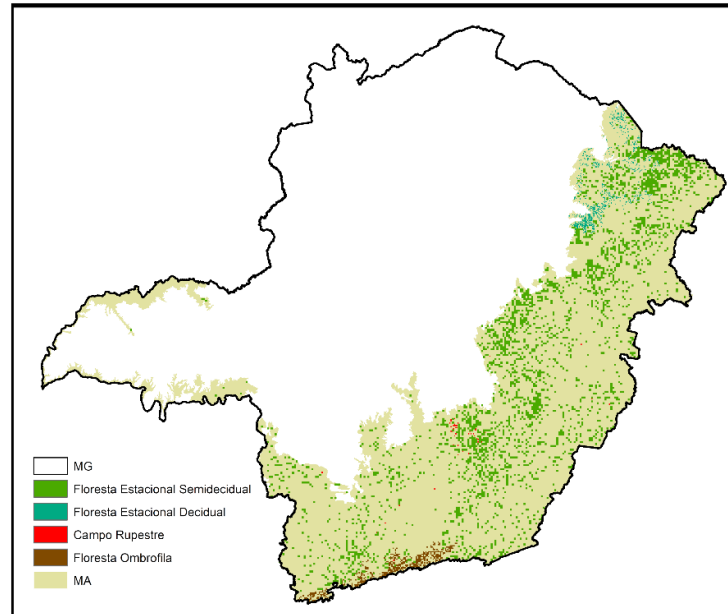 MG
Floresta Estacional Semidecidual
Floresta Estacional Decidual
Campo Rupestre
Floresta Ombrofila
MA